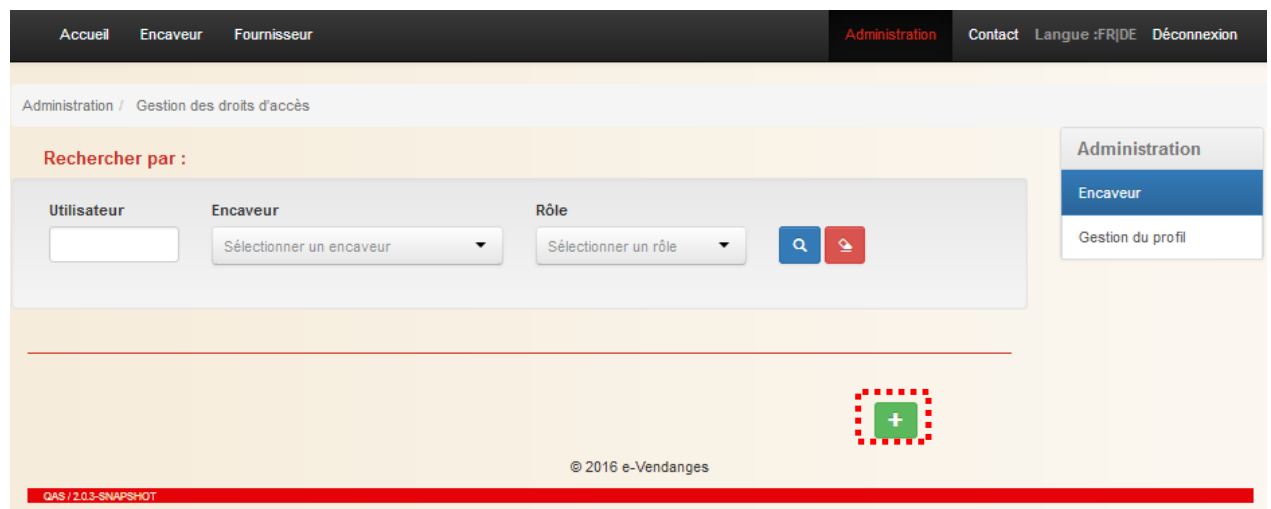 Accueil Encaveur Fournisseur Administration Contact Langue :FR|DE Déconnexion
Administration / Gestion des droits d'accès
Rechercher par :
Utilisateur Encaveur Rôle
Sélectionner un encaveur Sélectionner un rôle
Administration
Encaveur
Gestion du profil
© 2016 e-Vendanges
QAS / 2.0.3-SNAPSHOT